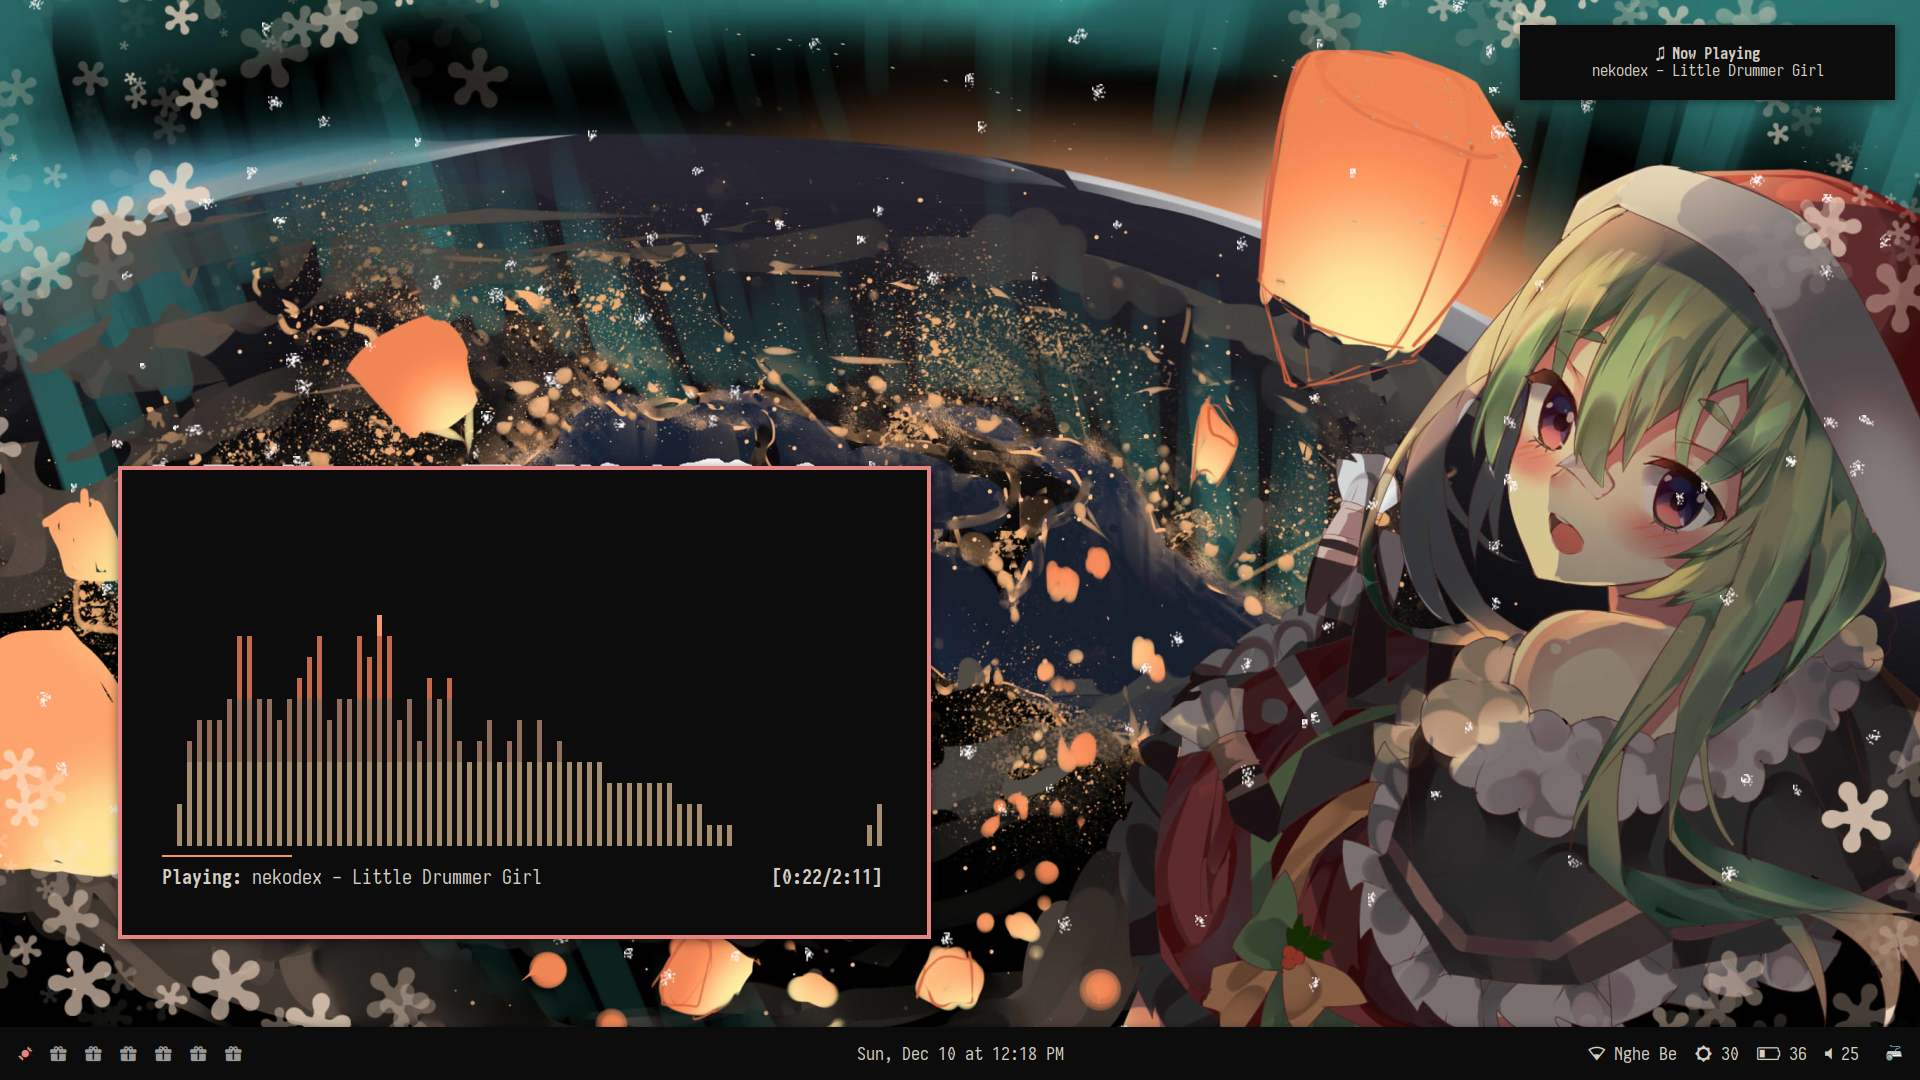 ♫ Now Playing
nekodex – Little Drummer Girl
Playing: nekodex – Little Drummer Girl [0:22/2:11]
Sun, Dec 10 at 12:18 PM Nghe Be 30 36 25